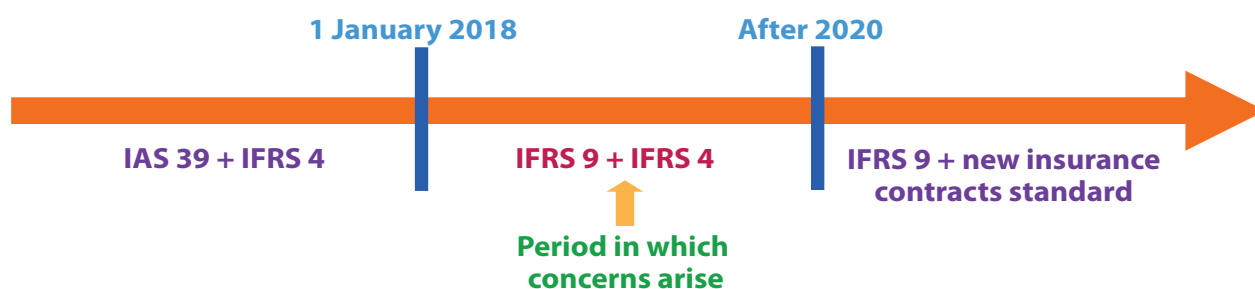 1 January 2018
After 2020
IAS 39 + IFRS 4
IFRS 9 + IFRS 4
IFRS 9 + new insurance
contracts standard
Period in which
concerns arise